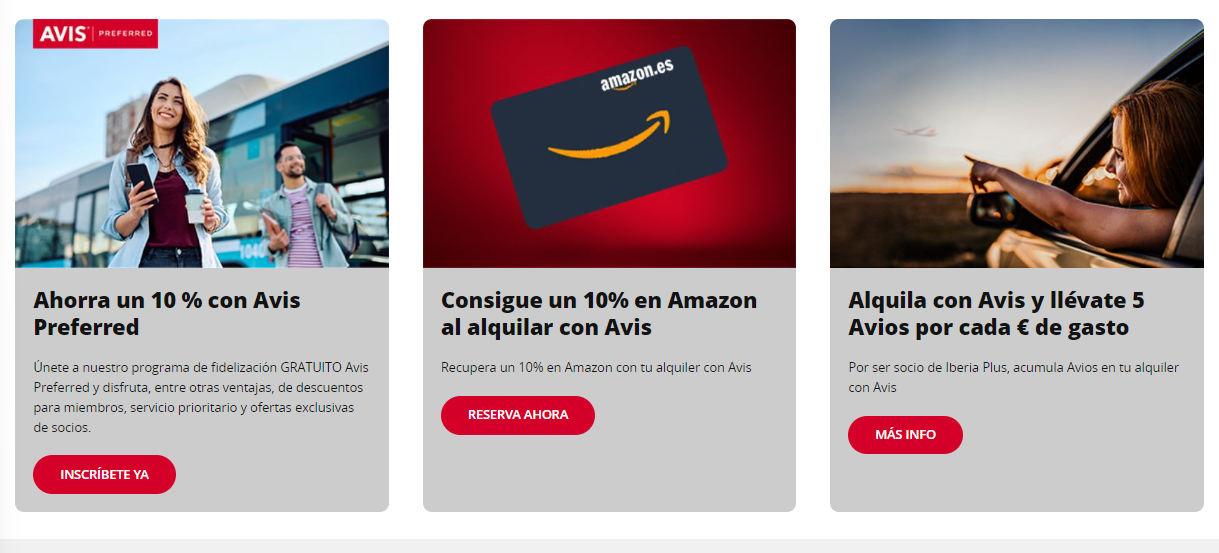 AVIS PREFERRED
Ahorra un 10 % con Avis
Preferred
Únete a nuestro programa de fidelización GRATUITO Avis
Preferred y disfruta, entre otras ventajas, de descuentos
para miembros, servicio prioritario y ofertas exclusivas
de socios.
INSCRÍBETE YA
amazon.es
Consigue un 10% en Amazon
al alquilar con Avis
Recupera un 10% en Amazon con tu alquiler con Avis
RESERVA AHORA
Alquila con Avis y llévate 5
Avios por cada € de gasto
Por ser socio de Iberia Plus, acumula Avios en tu alquiler
con Avis
MÁS INFO